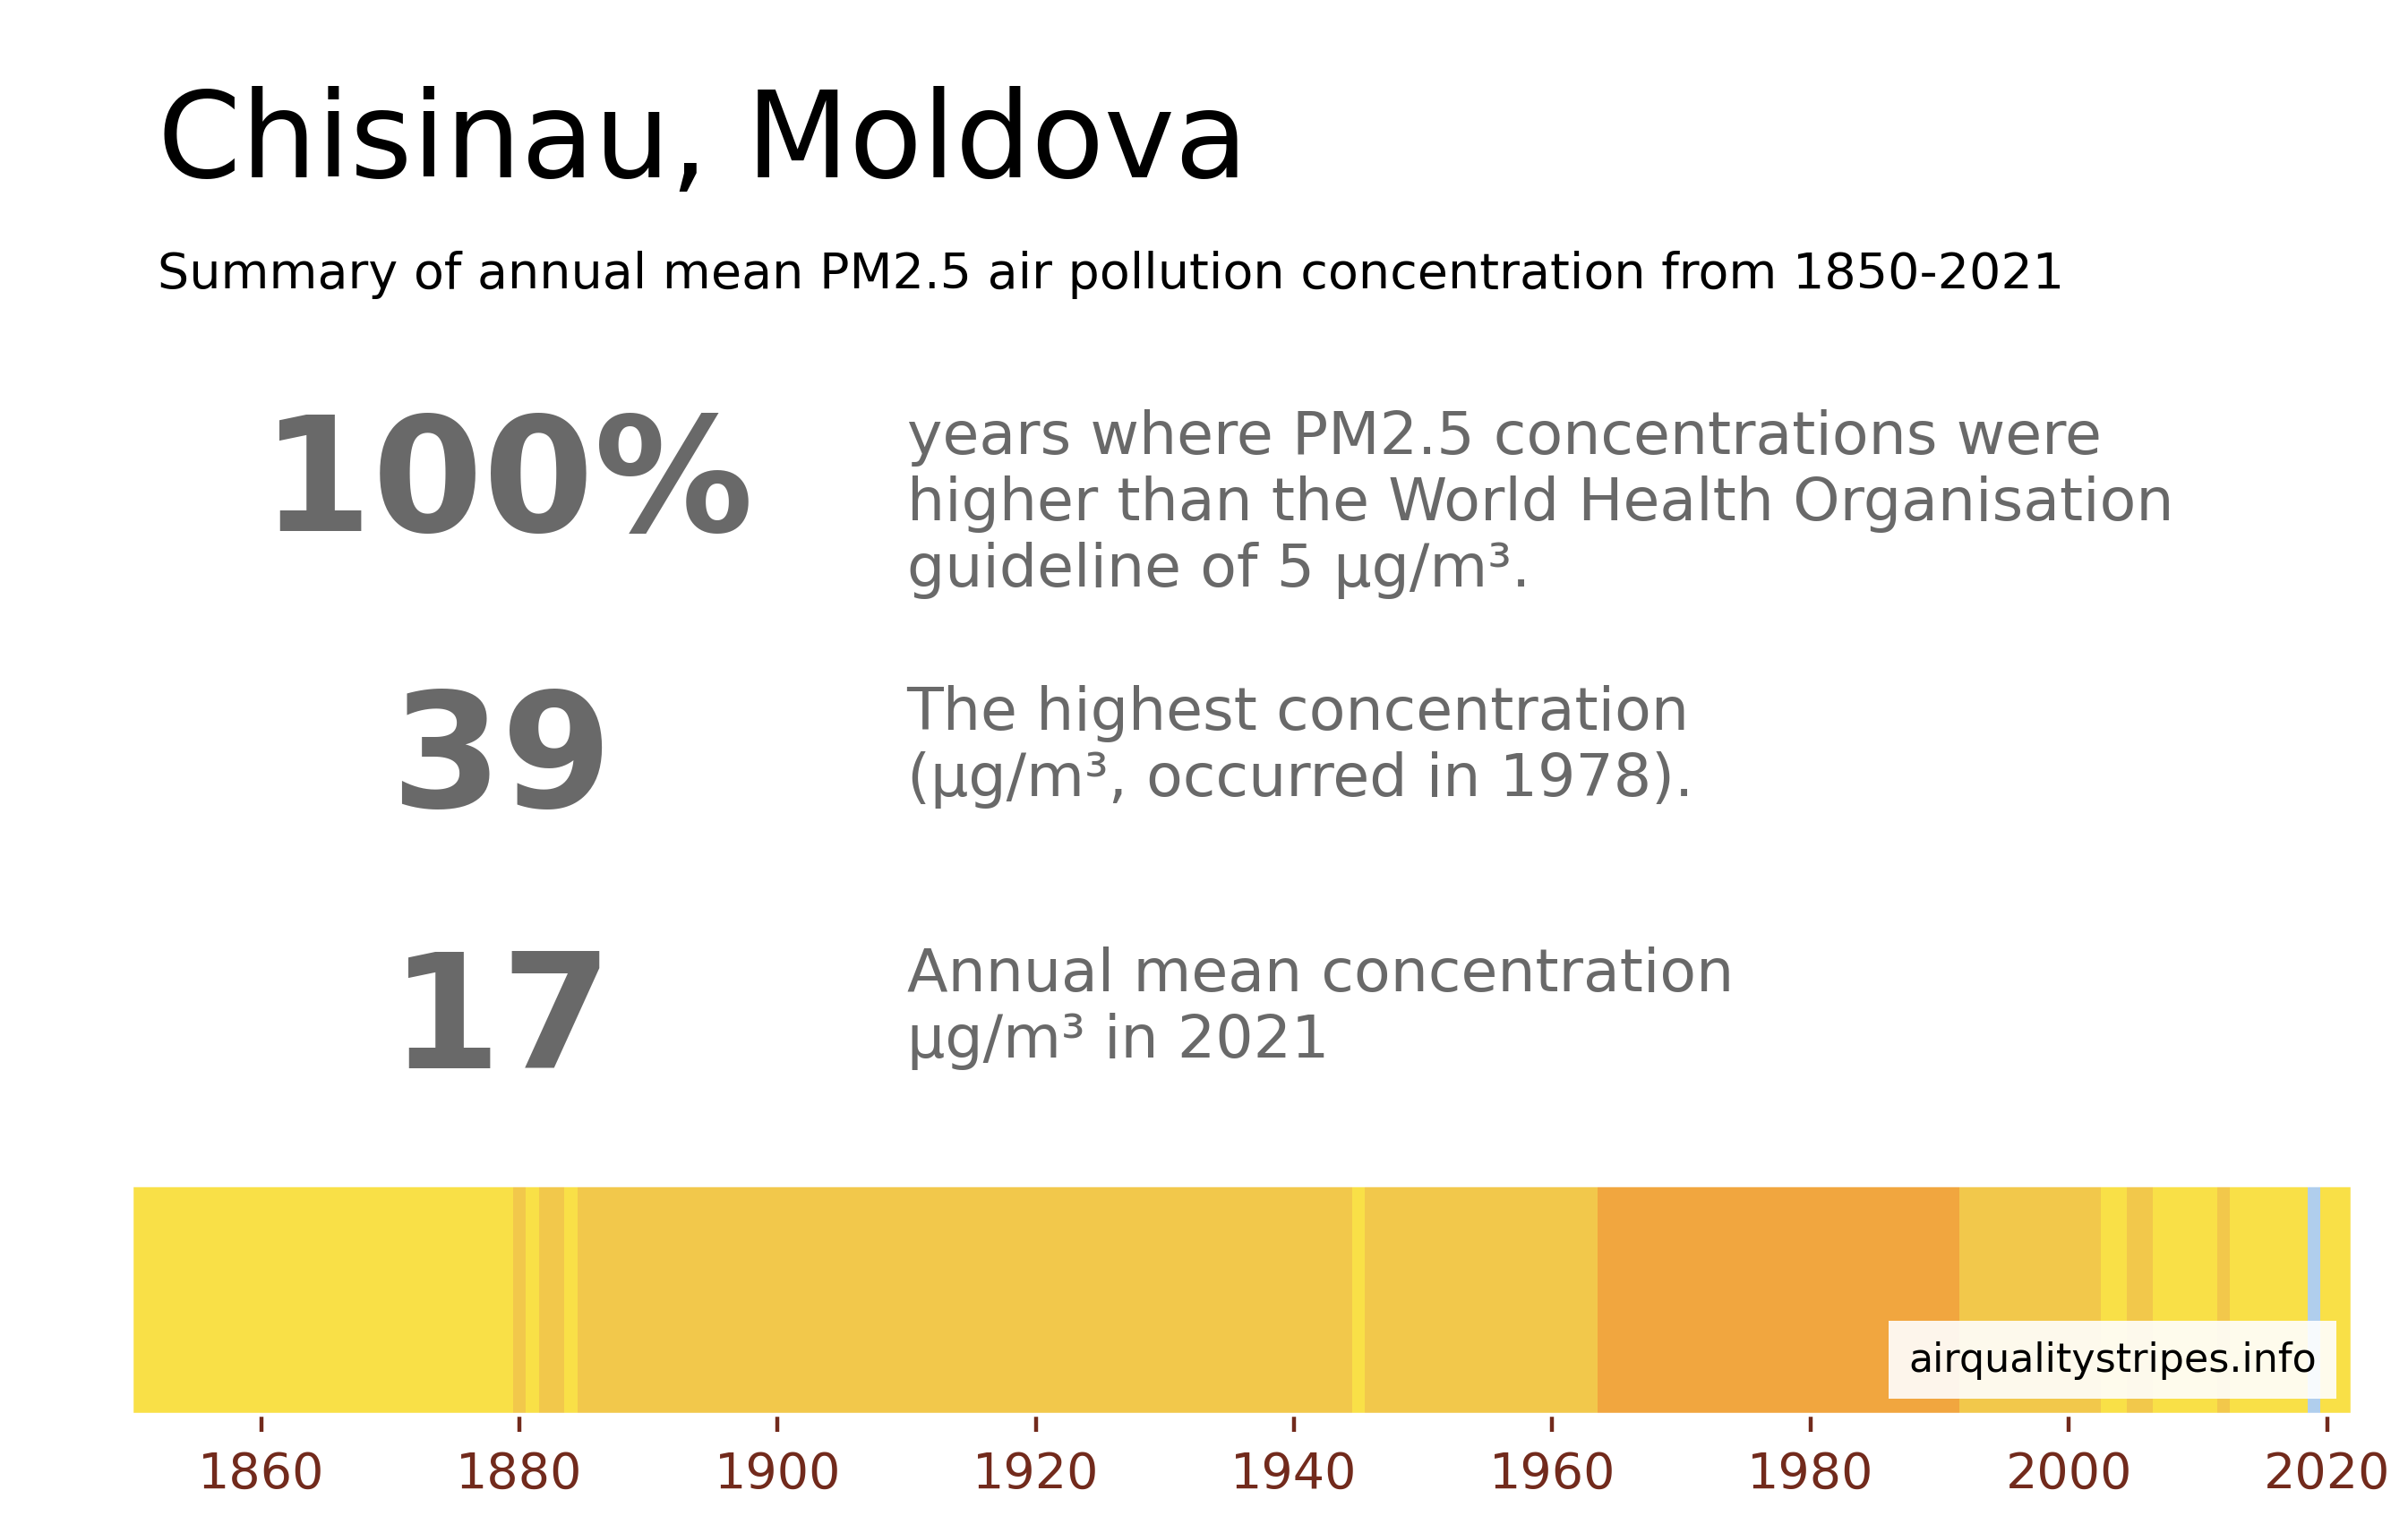 Chisinau, Moldova
Summary of annual mean PM2.5 air pollution concentration from 1850-2021
100%
years where PM2.5 concentrations were
higher than the World Health Organisation
guideline of 5 µg/m³.
39
The highest concentration
(µg/m³, occurred in 1978).
17
Annual mean concentration
µg/m³ in 2021
airqualitystripes.info
1860 1880 1900 1920 1940 1960 1980 2000 2020